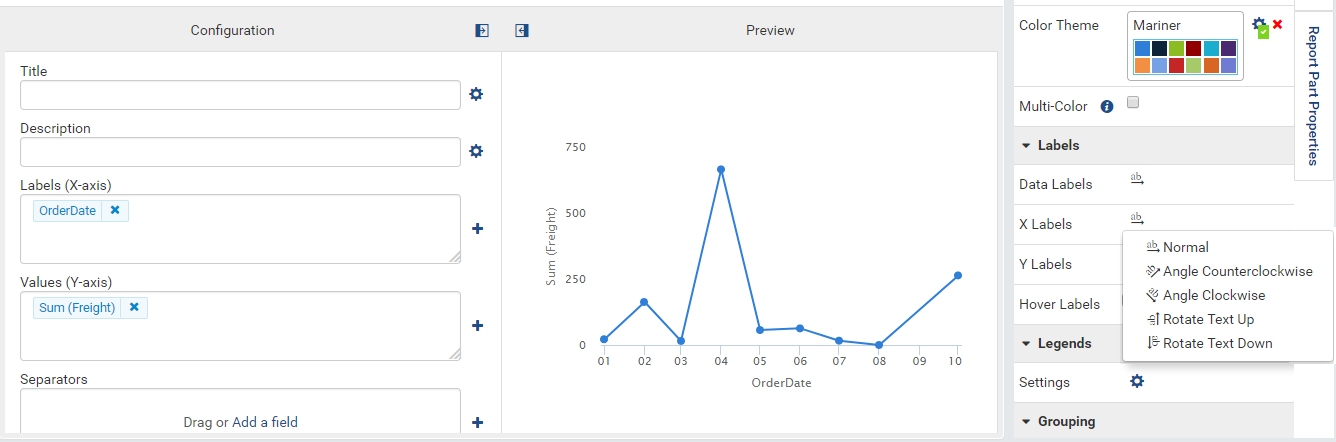 Configuration
Title
Description
Labels (X-axis)
OrderDate
Values (Y-axis)
Sum (Freight)
Separators
Drag or Add a field
Preview
750
500
250
0
Sum (Freight)
01 02 03 04 05 06 07 08 09 10
OrderDate
Color Theme
Mariner
Multi-Color
Labels
Data Labels
ab
X Labels
ab
Y Labels
Hover Labels
ab Normal
Angle Counterclockwise
Angle Clockwise
Rotate Text Up
Rotate Text Down
Legends
Settings
Grouping
Report Part Properties